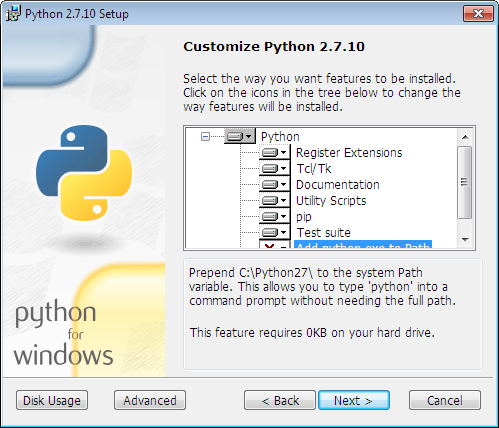 Python 2.7.10 Setup
Customize Python 2.7.10
Select the way you want features to be installed.
Click on the icons in the tree below to change the
way features will be installed.
Python
Register Extensions
Tcl/Tk
Documentation
Utility Scripts
pip
Test suite
Add python.exe to Path
Prepend C:\Python27\ to the system Path
variable. This allows you to type 'python' into a
command prompt without needing the full path.
This feature requires 0KB on your hard drive.
python
for
windows
Disk Usage
Advanced
< Back
Next >
Cancel